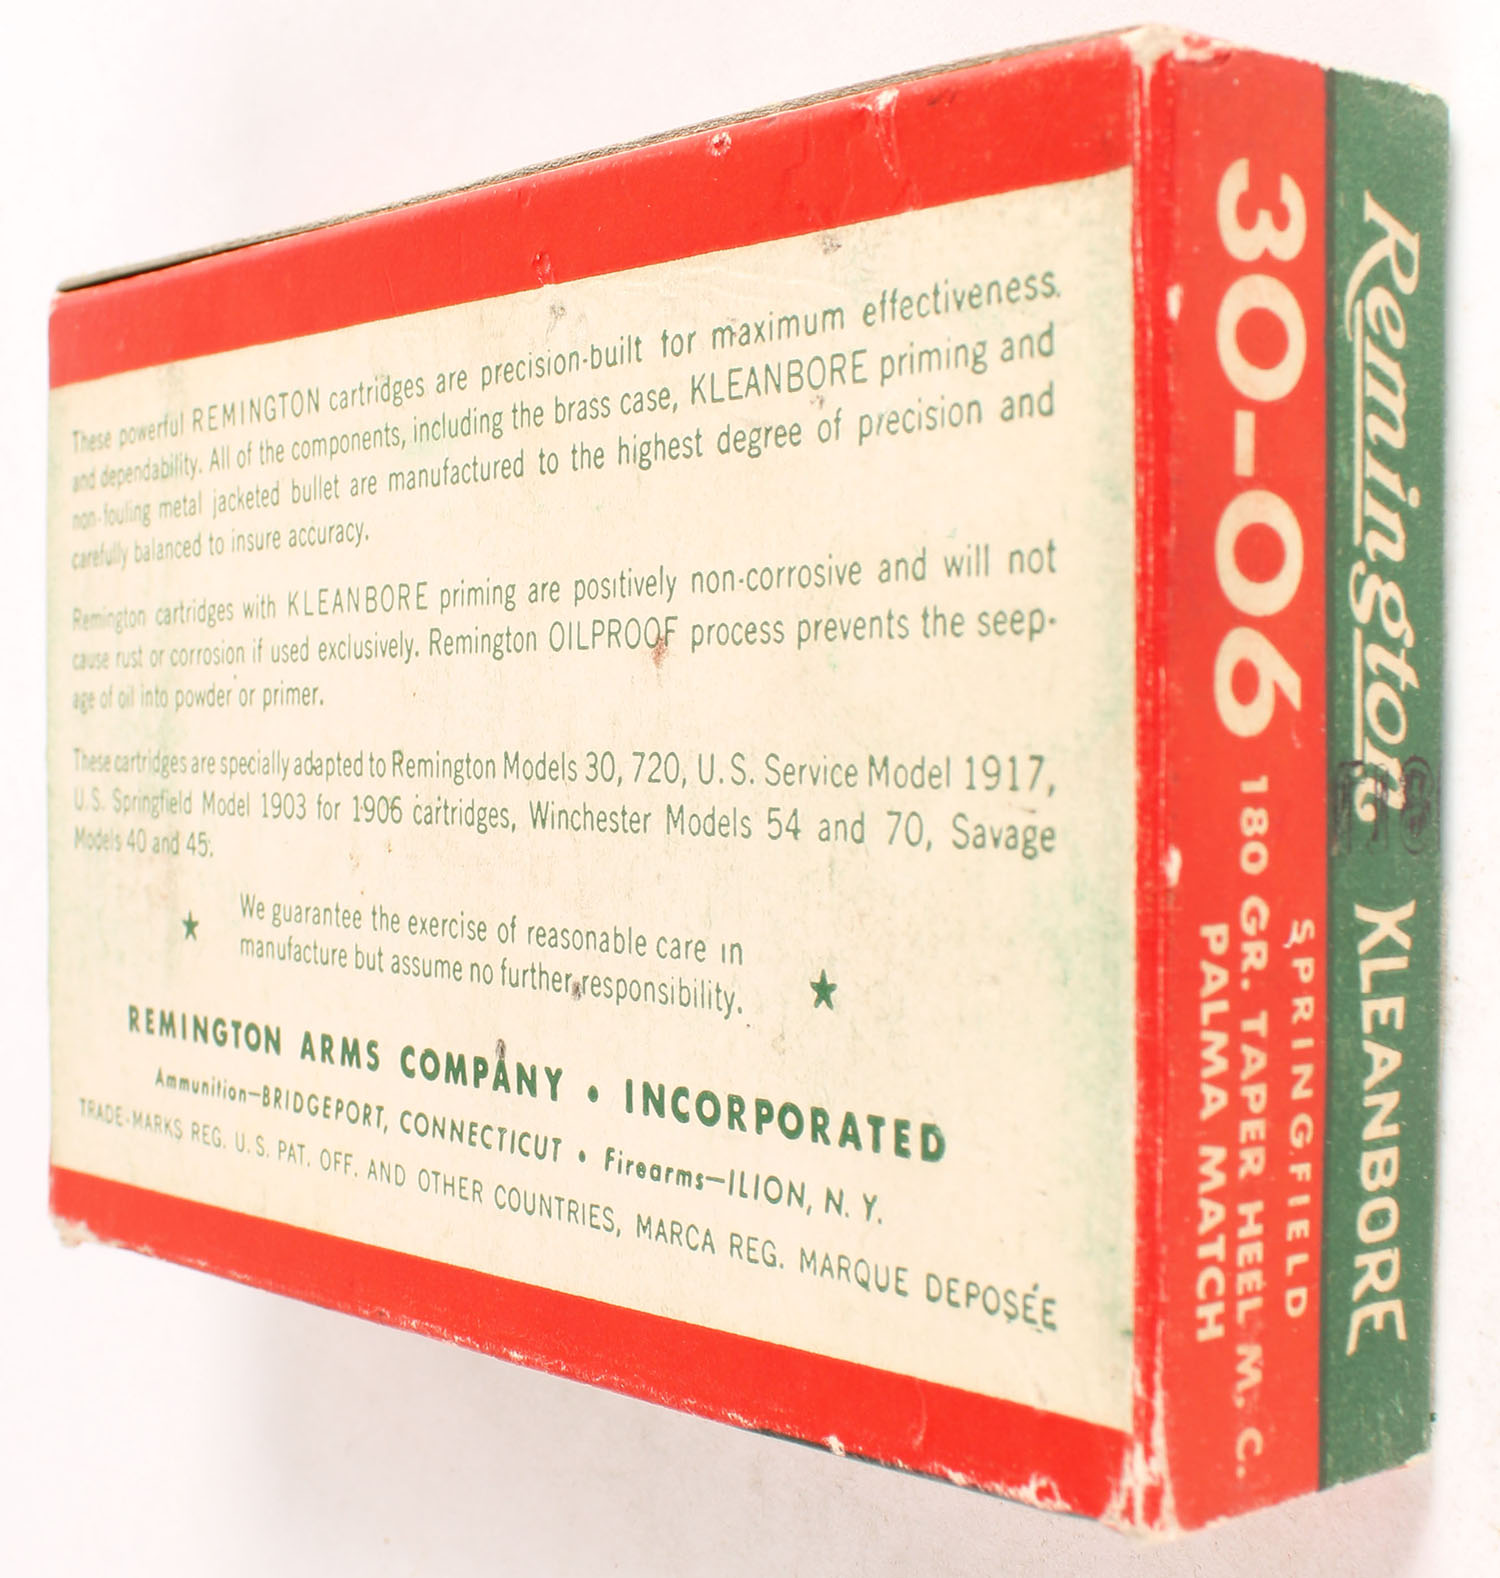 These powerful REMINGTON cartridges are precision-built for maximum effectiveness.
and dependability. All of the components, including the brass case, KLEANBORE priming and
non-fouling metal jacketed bullet are manufactured to the highest degree of precision and
carefully balanced to insure accuracy.
Remington cartridges with KLEANBORE priming are positively non-corrosive and will not
cause rust or corrosion if used exclusively. Remington OILPROOF process prevents the seep-
age of oil into powder or primer.
These cartridges are specially adapted to Remington Models 30, 720, U.S. Service Model 1917,
U.S. Springfield Model 1903 for 1906 cartridges, Winchester Models 54 and 70, Savage
Models 40 and 45.
We guarantee the exercise of reasonable care in
manufacture but assume no further responsibility.
REMINGTON ARMS COMPANY • INCORPORATED
Ammunition—BRIDGEPORT, CONNECTICUT • Firearms—ILION, N. Y.
TRADE-MARKS REG. U.S. PAT. OFF. AND OTHER COUNTRIES, MARCA REG. MARQUE DEPOSÉE
Remington KLEANBORE
30-06 SPRINGFIELD
180 GR. TAPER HEEL M. C.
PALMA MATCH